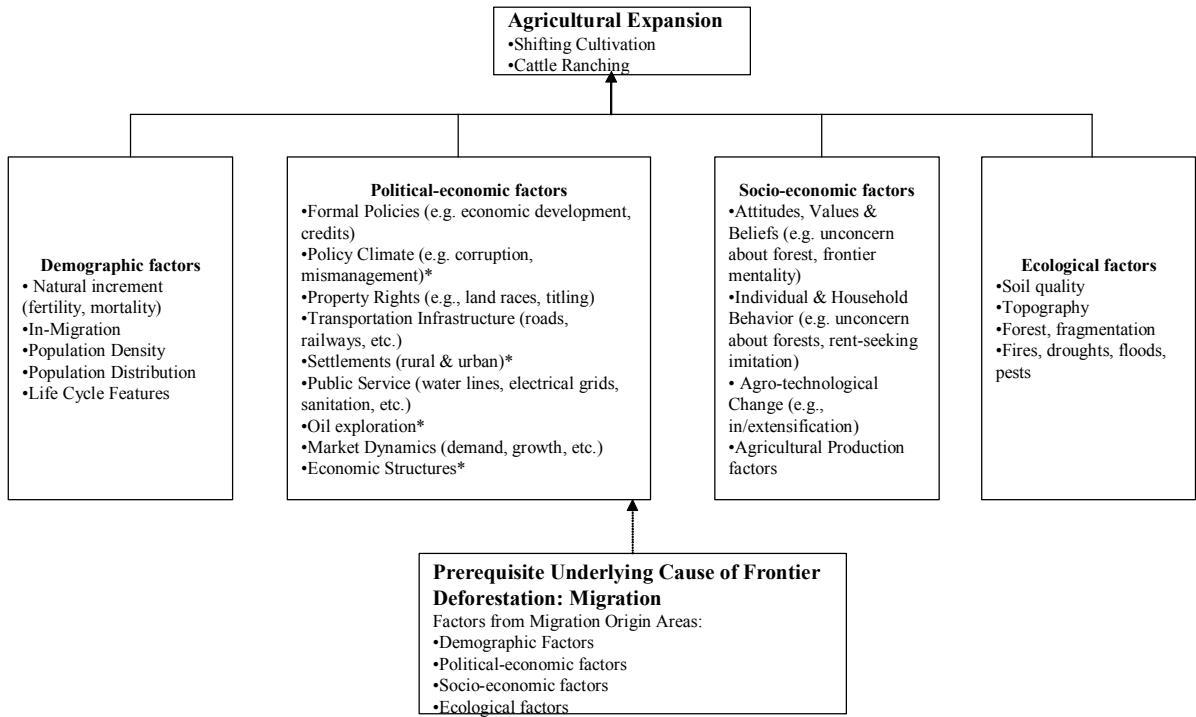 Agricultural Expansion
•Shifting Cultivation
•Cattle Ranching
Demographic factors
• Natural increment
(fertility, mortality)
•In-Migration
•Population Density
•Population Distribution
•Life Cycle Features
Political-economic factors
•Formal Policies (e.g. economic development,
credits)
•Policy Climate (e.g. corruption,
mismanagement)*
•Property Rights (e.g., land races, titling)
•Transportation Infrastructure (roads,
railways, etc.)
•Settlements (rural & urban)*
•Public Service (water lines, electrical grids,
sanitation, etc.)
•Oil exploration*
•Market Dynamics (demand, growth, etc.)
•Economic Structures*
Socio-economic factors
•Attitudes, Values &
Beliefs (e.g. unconcern
about forest, frontier
mentality)
•Individual & Household
Behavior (e.g. unconcern
about forests, rent-seeking
imitation)
• Agro-technological
Change (e.g.,
in/extensification)
•Agricultural Production
factors
Ecological factors
•Soil quality
•Topography
•Forest, fragmentation
•Fires, droughts, floods,
pests
Prerequisite Underlying Cause of Frontier
Deforestation: Migration
Factors from Migration Origin Areas:
•Demographic Factors
•Political-economic factors
•Socio-economic factors
•Ecological factors